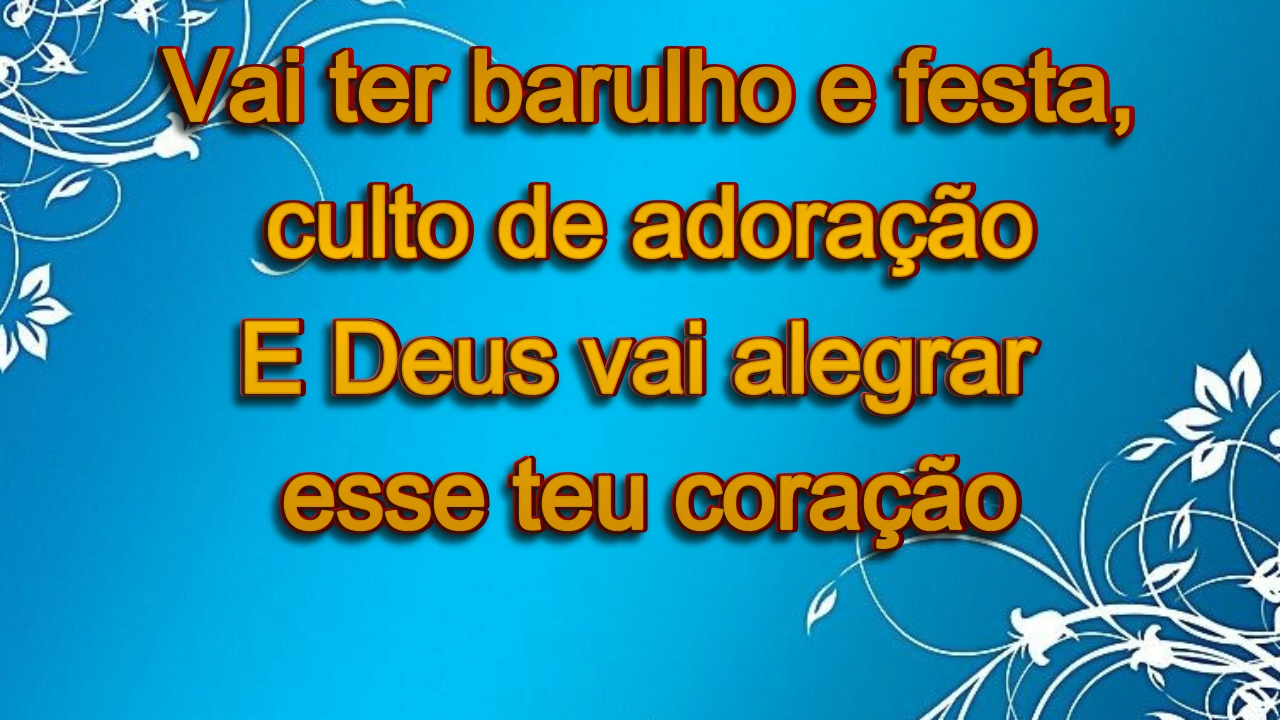 Vai ter barulho e festa,
culto de adoração
E Deus vai alegrar
esse teu coração